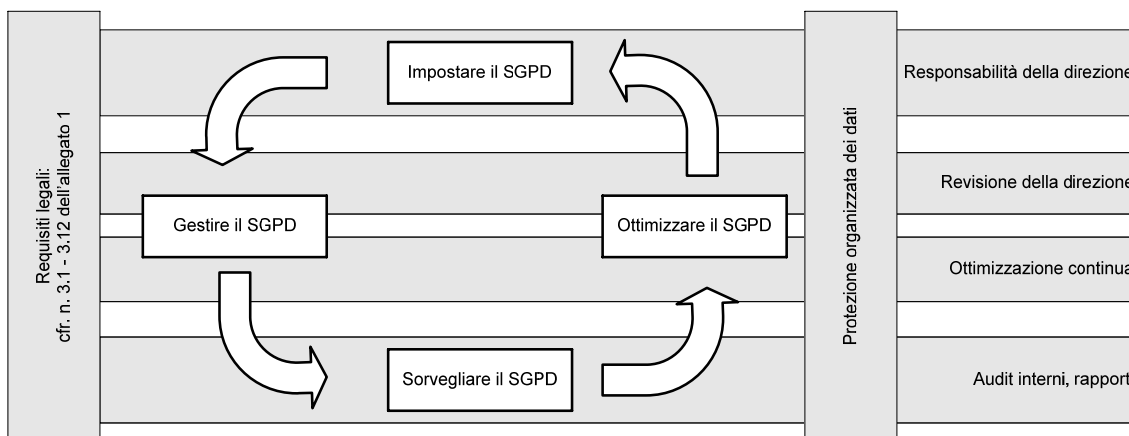 Requisiti legali:
cfr. n. 3.1 - 3.12 dell'allegato 1
Impostare il SGPD
Gestire il SGPD
Ottimizzare il SGPD
Sorvegliare il SGPD
Protezione organizzata dei dati
Responsabilità della direzione
Revisione della direzione
Ottimizzazione continua
Audit interni, rapport